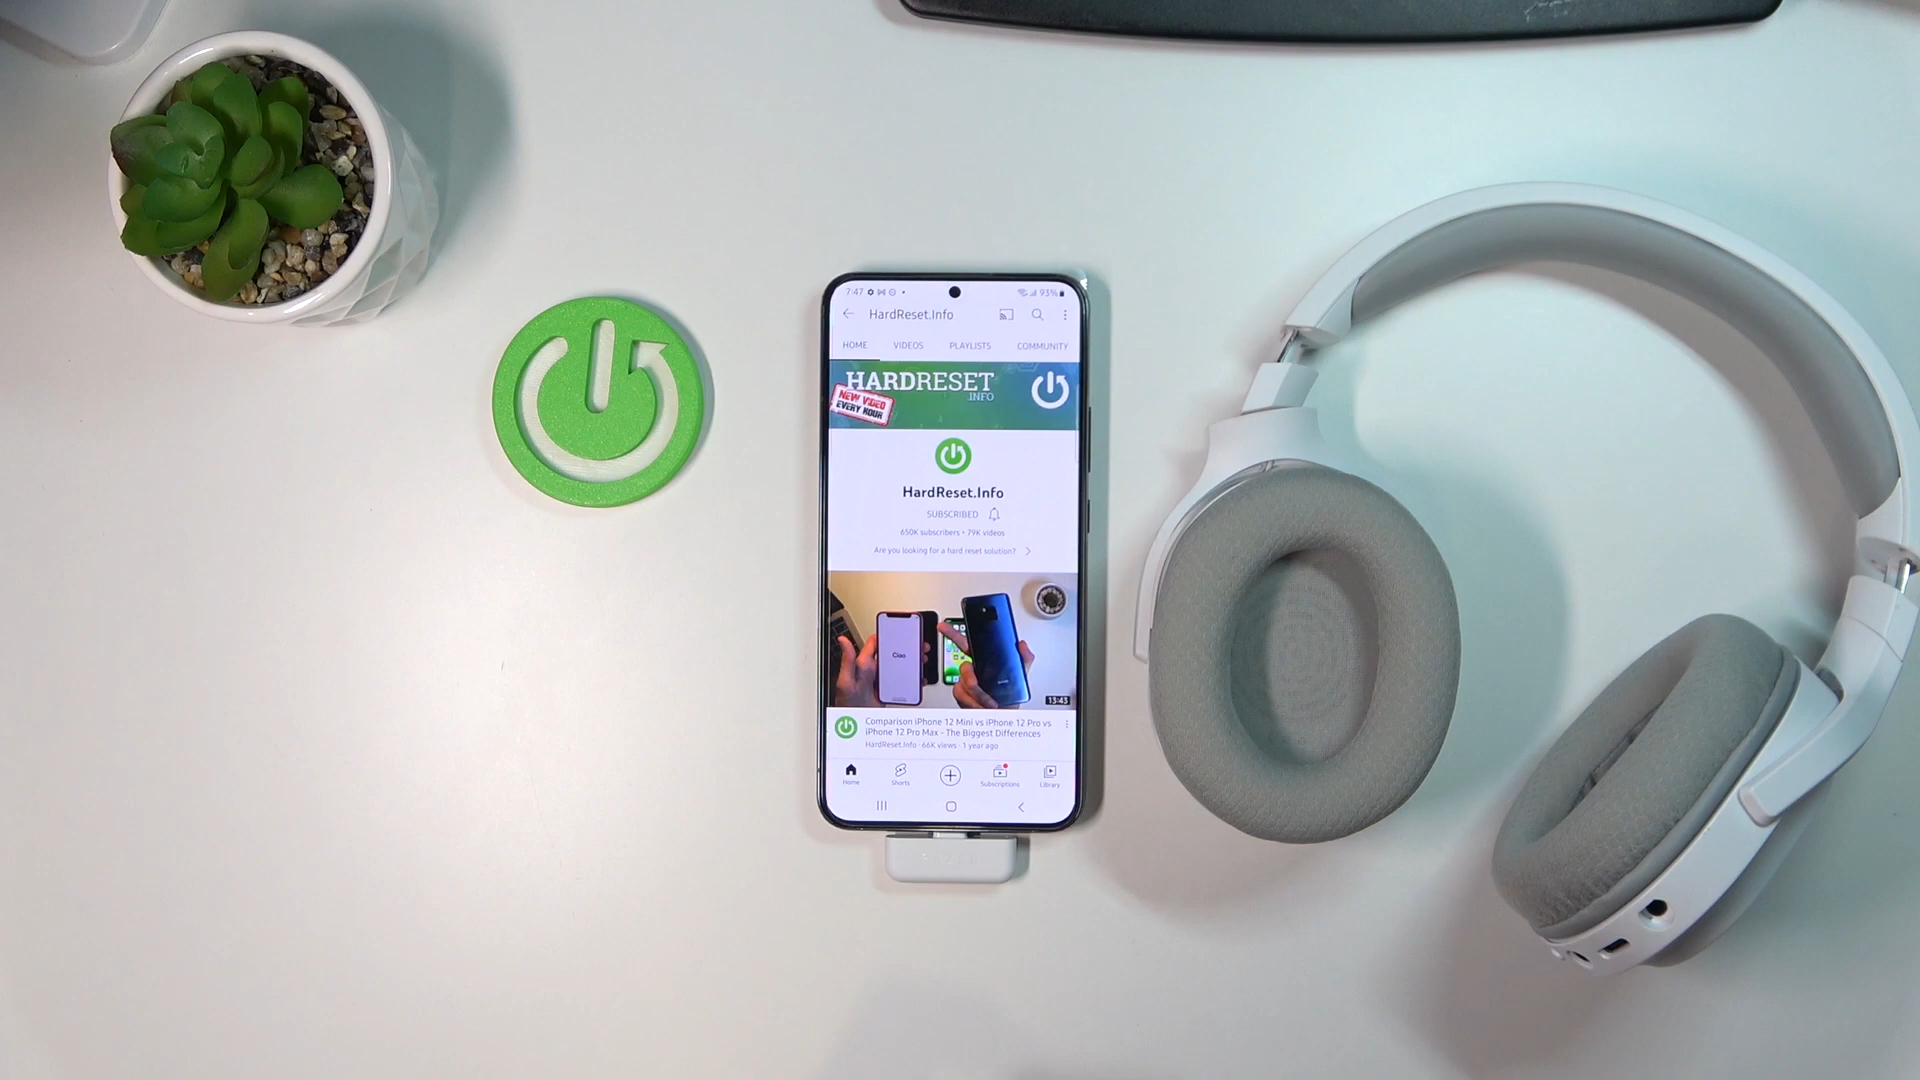 7:47
93%
HardReset.Info
HOME VIDEOS PLAYLISTS COMMUNITY
HARDRESET
.INFO
NEW VIDEO
EVERY HOUR
HardReset.Info
SUBSCRIBED
650K subscribers • 79K videos
Are you looking for a hard reset solution?
Ciao
13:43
Comparison iPhone 12 Mini vs iPhone 12 Pro vs
iPhone 12 Pro Max - The Biggest Differences
HardReset.Info · 66K views · 1 year ago
Home Shorts Subscriptions Library
RAZER